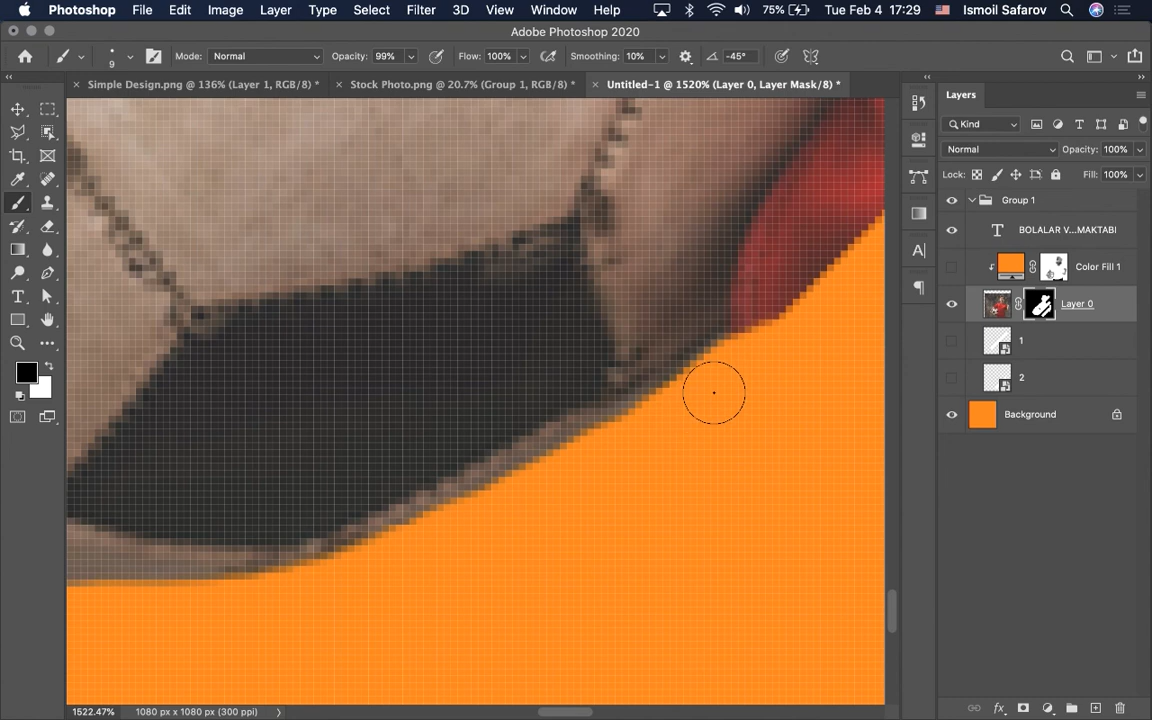 Photoshop File Edit Image Layer Type Select Filter 3D View Window Help 75% Tue Feb 4 17:29 Ismoil Safarov
Adobe Photoshop 2020
9 Mode: Normal Opacity: 99% Flow: 100% Smoothing: 10% -45°
Simple Design.png @ 136% (Layer 1, RGB/8) * Stock Photo.png @ 20.7% (Group 1, RGB/8) * Untitled-1 @ 1520% (Layer 0, Layer Mask/8) *
Layers
Kind
Normal Opacity: 100%
Lock: Fill: 100%
Group 1
T BOLALAR V...MAKTABI
Color Fill 1
Layer 0
1
2
Background
1522.47% 1080 px x 1080 px (300 ppi)